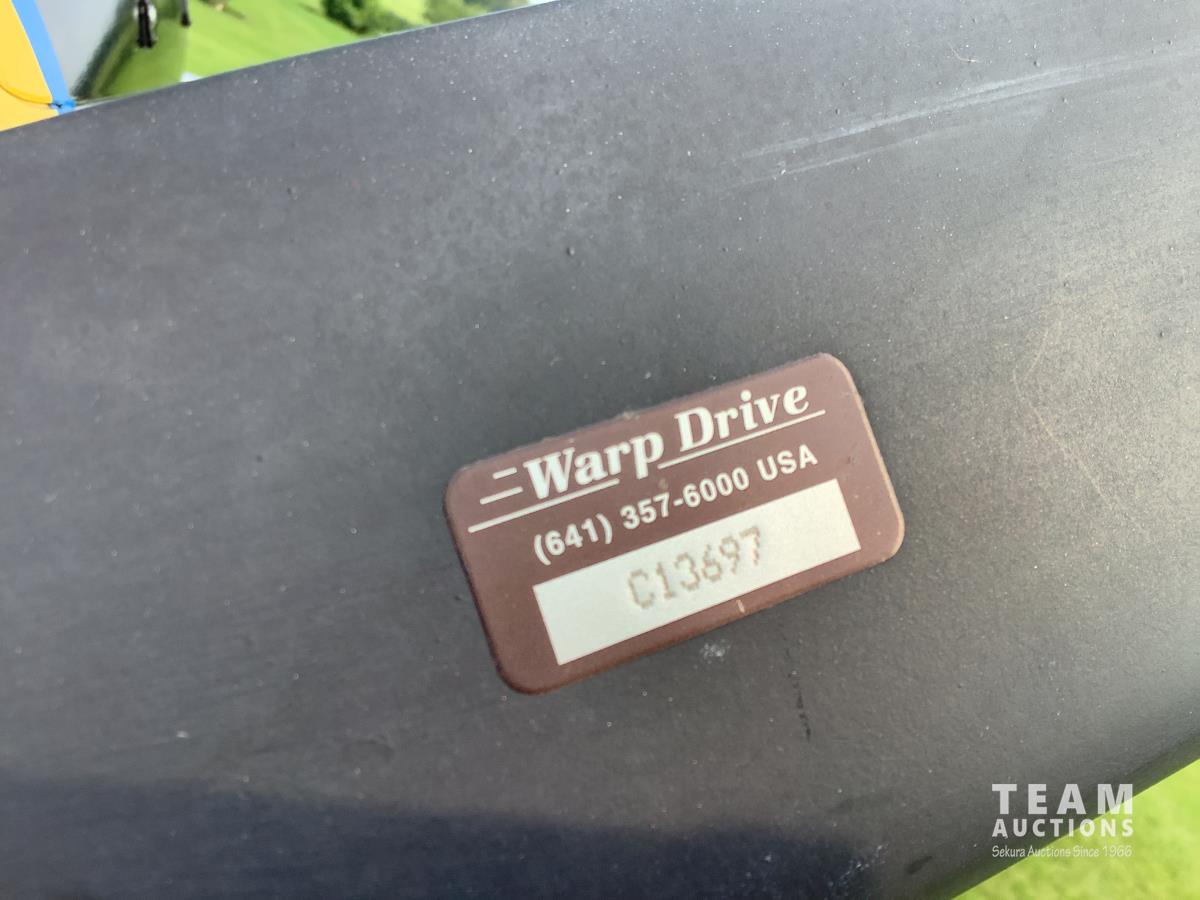 Warp Drive
(641) 357-6000 USA
C13697
TEAM
AUCTIONS
Sekura Auctions Since 1966